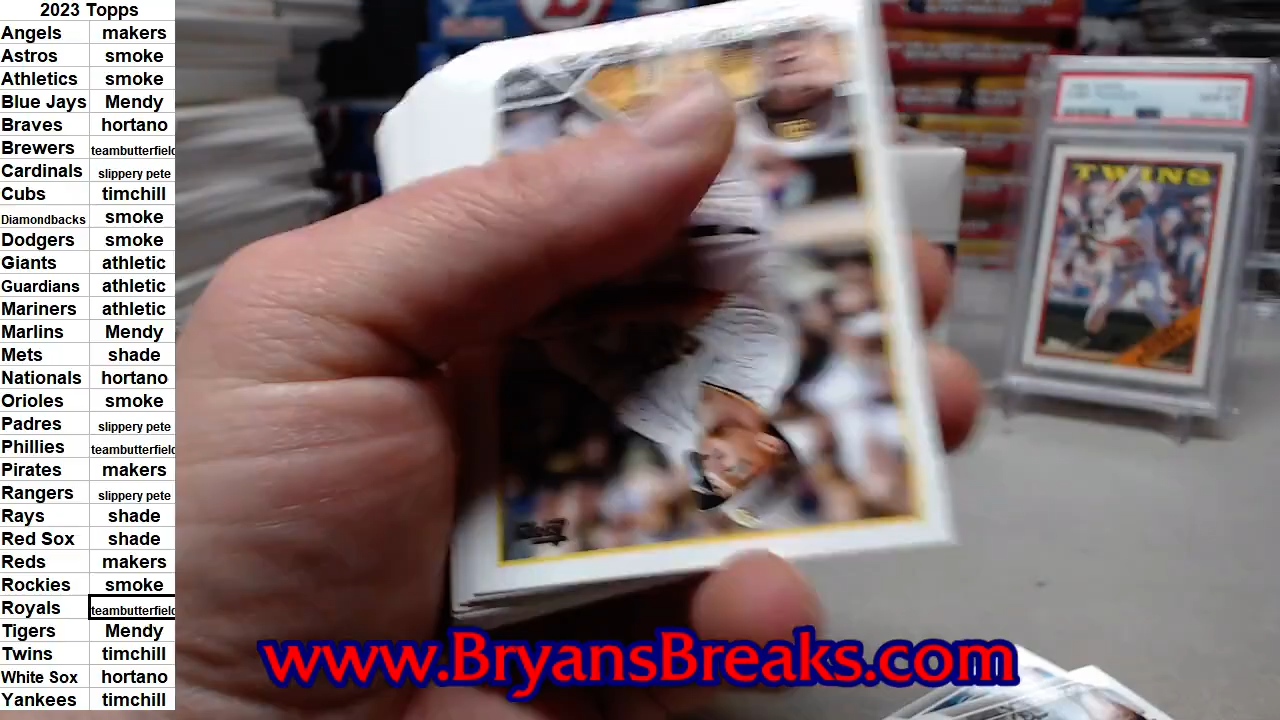 2023 Topps
Angels makers
Astros smoke
Athletics smoke
Blue Jays Mendy
Braves hortano
Brewers teambutterfield
Cardinals slippery pete
Cubs timchill
Diamondbacks smoke
Dodgers smoke
Giants athletic
Guardians athletic
Mariners athletic
Marlins Mendy
Mets shade
Nationals hortano
Orioles smoke
Padres slippery pete
Phillies teambutterfield
Pirates makers
Rangers slippery pete
Rays shade
Red Sox shade
Reds makers
Rockies smoke
Royals teambutterfield
Tigers Mendy
Twins timchill
White Sox hortano
Yankees timchill
TWINS
www.BryansBreaks.com